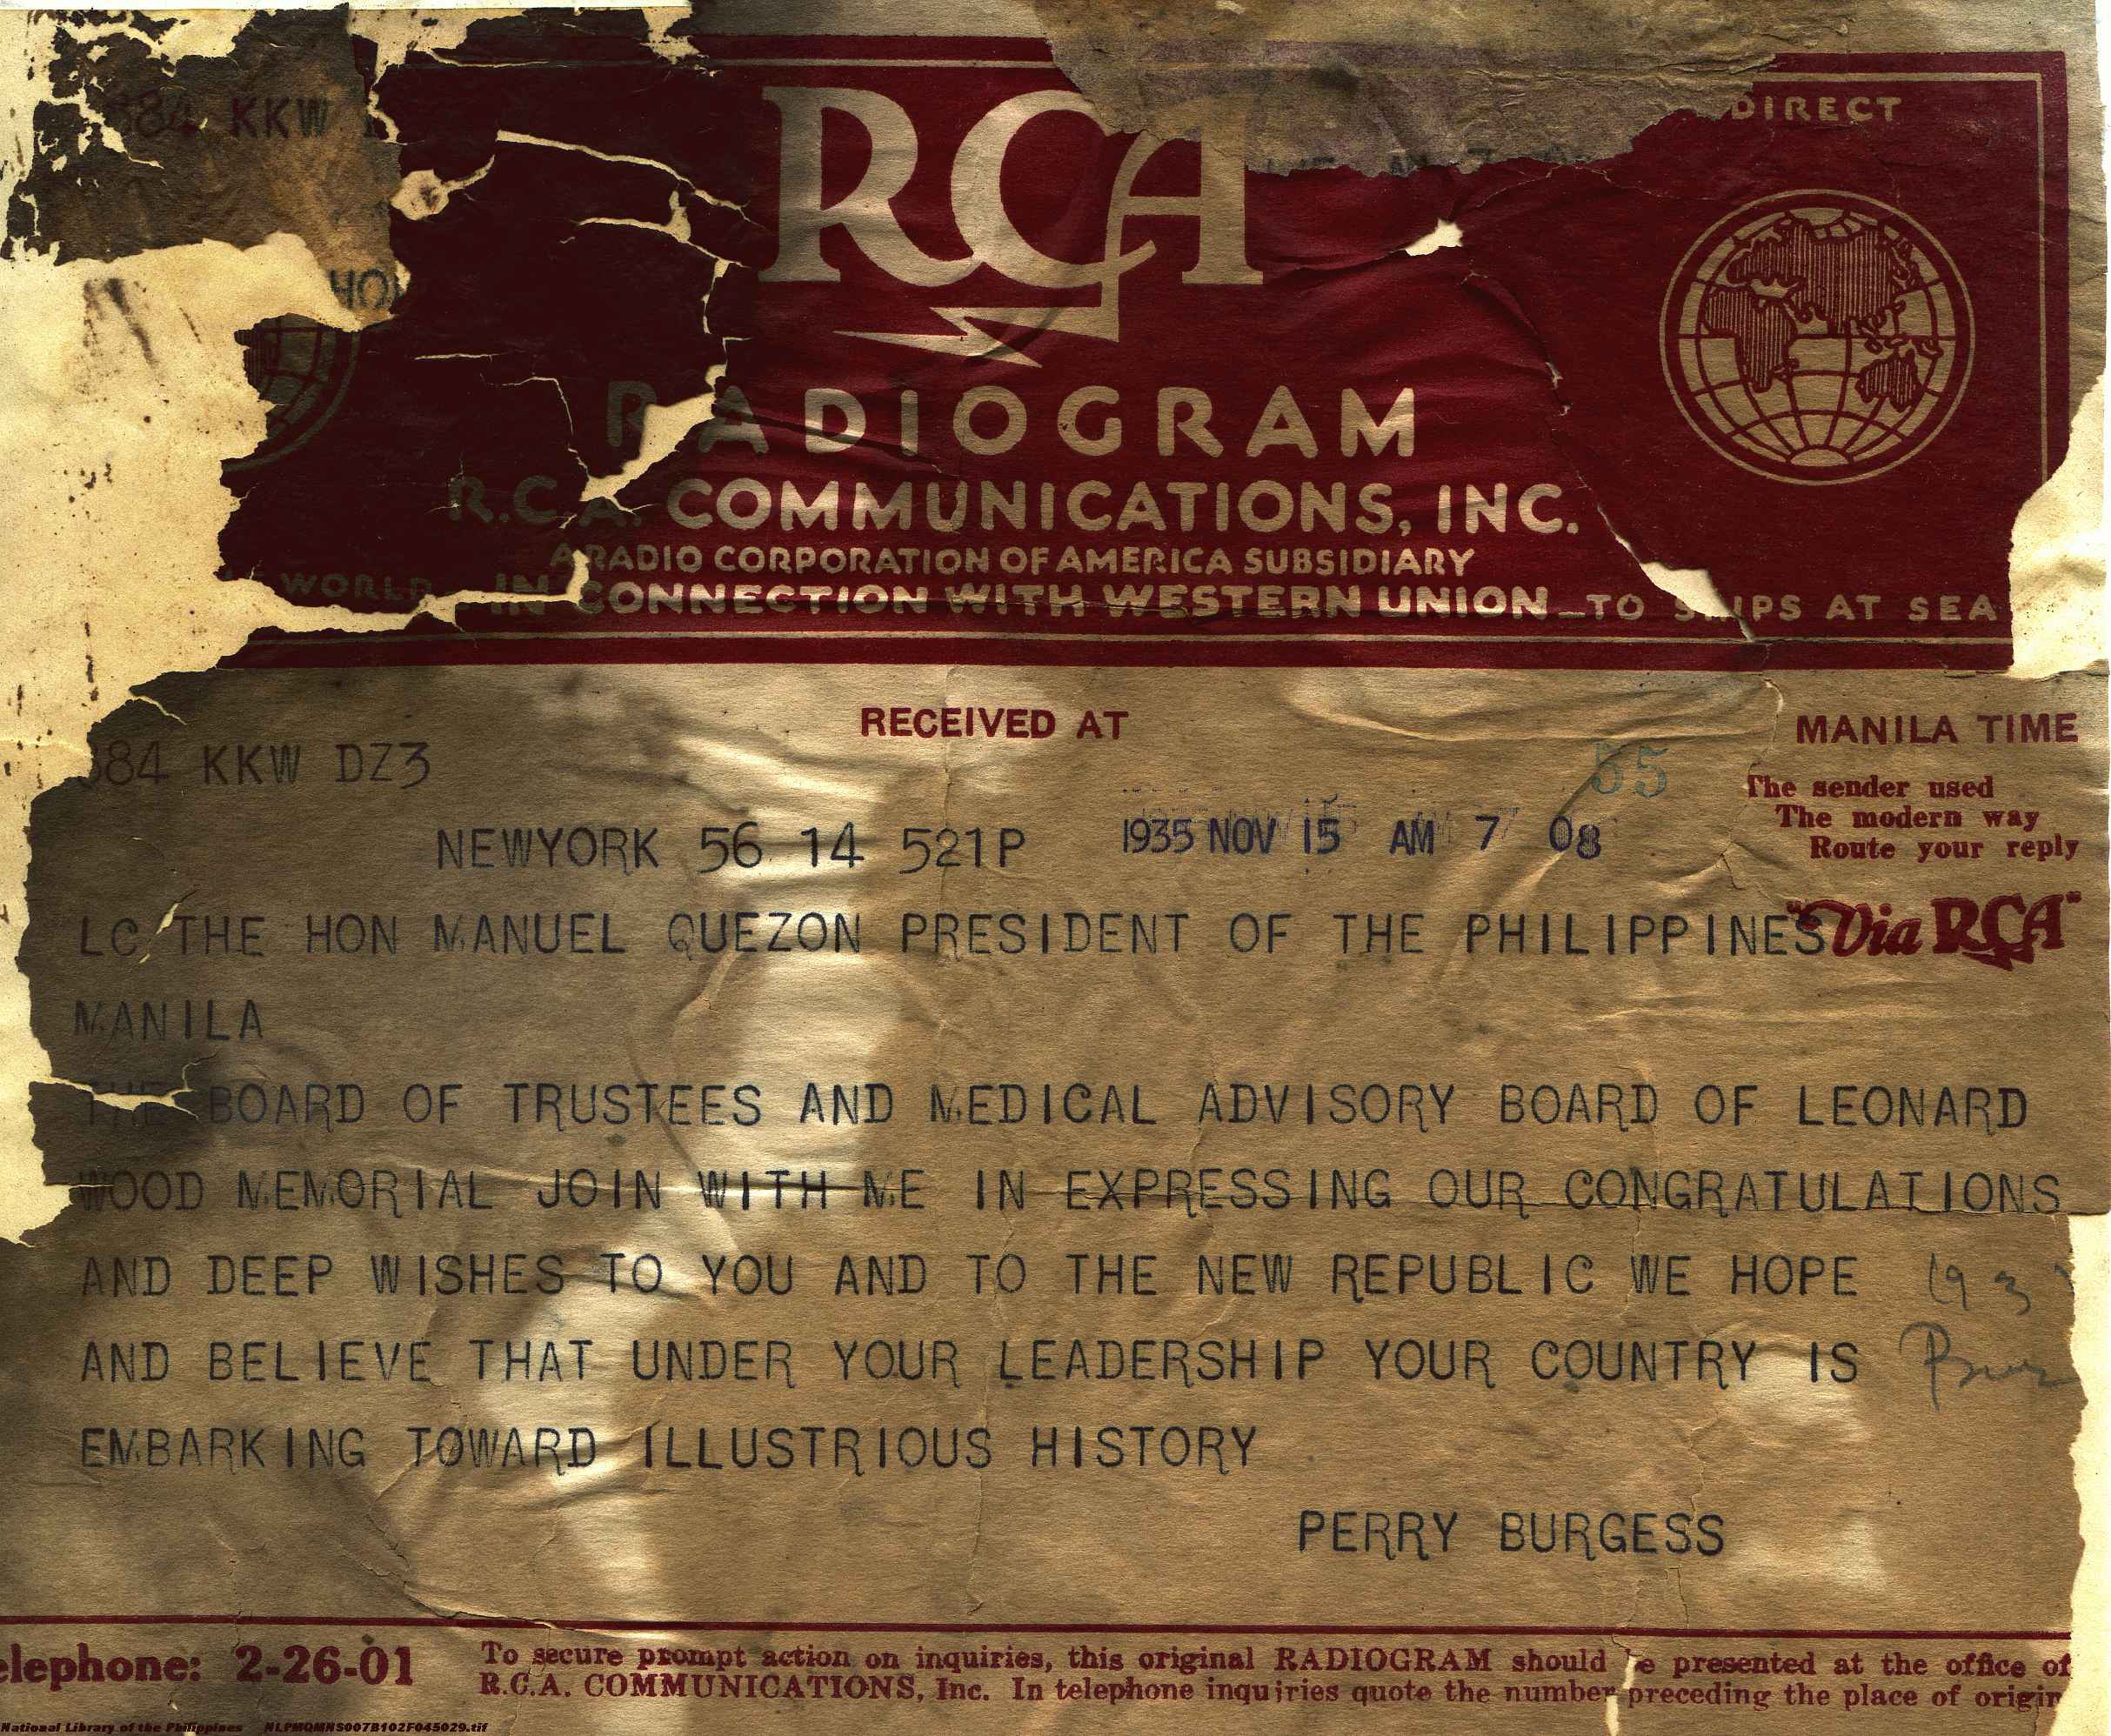 KKW
DIRECT
RCA
RADIOGRAM
R.C.A. COMMUNICATIONS, INC.
A RADIO CORPORATION OF AMERICA SUBSIDIARY
WORLD IN CONNECTION WITH WESTERN UNION TO SHIPS AT SEA
RECEIVED AT
MANILA TIME
84 KKW DZ3
55
The sender used
The modern way
Route your reply
"Via RCA"
NEWYORK 56 14 521P 1935 NOV 15 AM 7 08
LC THE HON MANUEL QUEZON PRESIDENT OF THE PHILIPPINES
MANILA
THE BOARD OF TRUSTEES AND MEDICAL ADVISORY BOARD OF LEONARD
WOOD MEMORIAL JOIN WITH ME IN EXPRESSING OUR CONGRATULATIONS
AND DEEP WISHES TO YOU AND TO THE NEW REPUBLIC WE HOPE
AND BELIEVE THAT UNDER YOUR LEADERSHIP YOUR COUNTRY IS
EMBARKING TOWARD ILLUSTRIOUS HISTORY
PERRY BURGESS
elephone: 2-26-01
To secure prompt action on inquiries, this original RADIOGRAM should be presented at the office of
R.C.A. COMMUNICATIONS, Inc. In telephone inquiries quote the number preceding the place of origin
National Library of the Philippines NLPMQMNS007B102F045029.tif